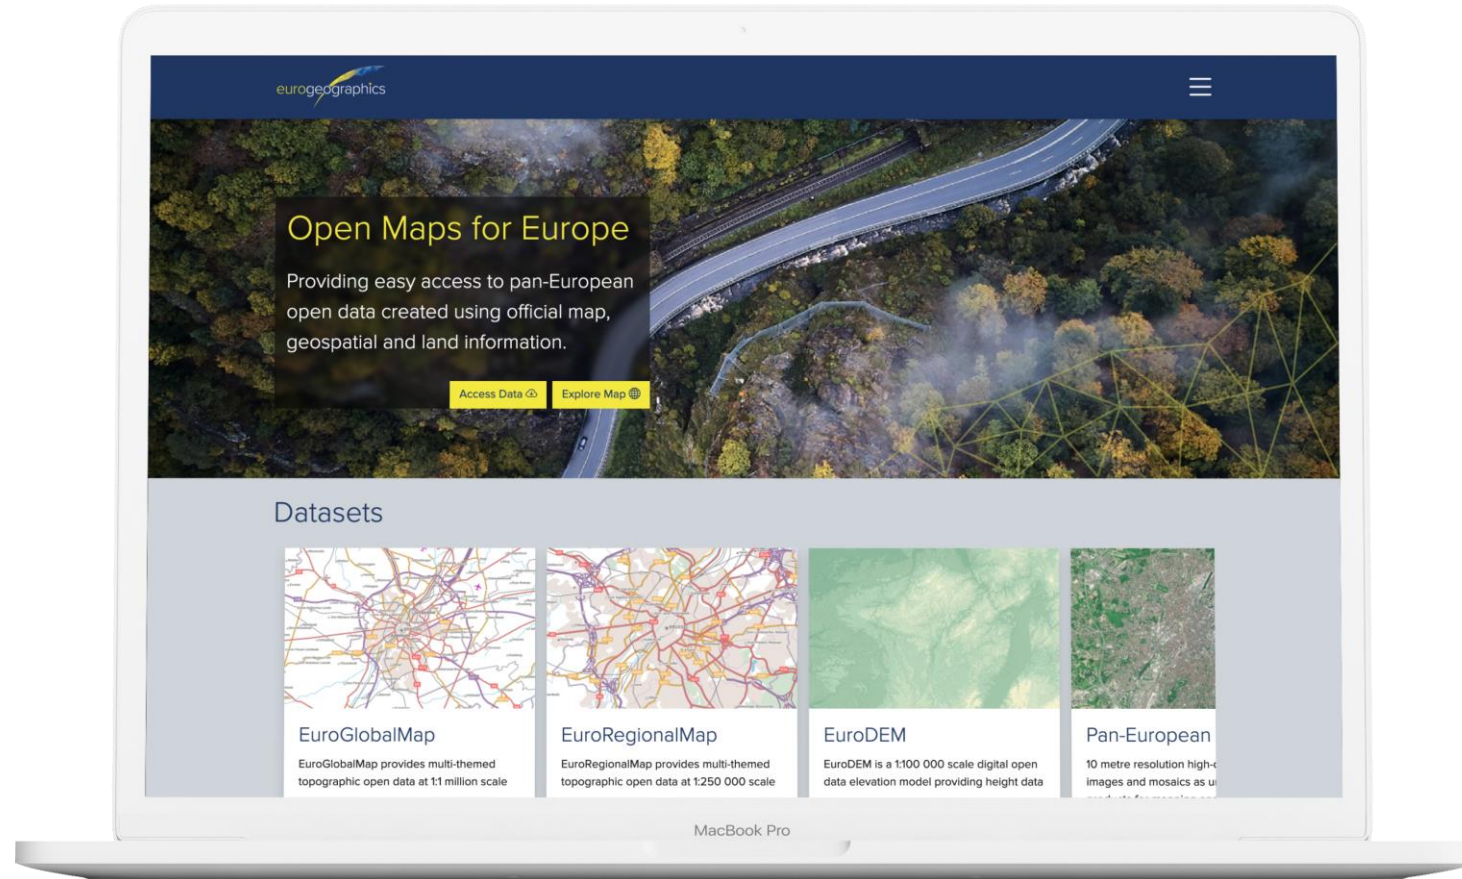 eurogeographics
Open Maps for Europe
Providing easy access to pan-European
open data created using official map,
geospatial and land information.
Access Data
Explore Map
Datasets
EuroGlobalMap
EuroGlobalMap provides multi-themed
topographic open data at 1:1 million scale
EuroRegionalMap
EuroRegionalMap provides multi-themed
topographic open data at 1:250 000 scale
EuroDEM
EuroDEM is a 1:100 000 scale digital open
data elevation model providing height data
Pan-European
10 metre resolution high-
images and mosaics as
MacBook Pro